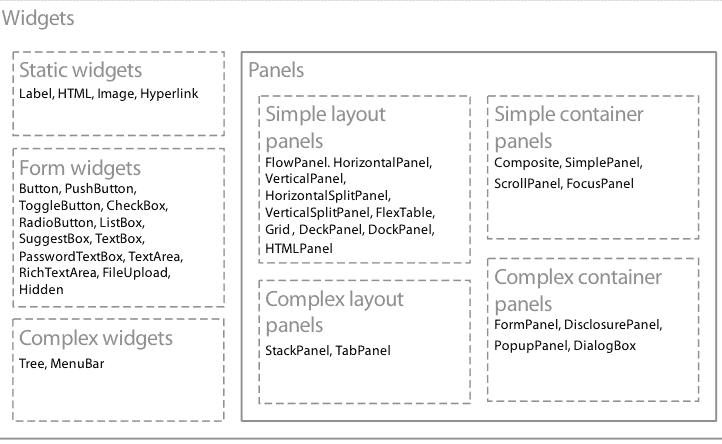 Widgets
Static widgets
Label, HTML, Image, Hyperlink
Form widgets
Button, PushButton,
ToggleButton, CheckBox,
RadioButton, ListBox,
SuggestBox, TextBox,
PasswordTextBox, TextArea,
RichTextArea, FileUpload,
Hidden
Complex widgets
Tree, MenuBar
Panels
Simple layout
panels
FlowPanel. HorizontalPanel,
VerticalPanel,
HorizontalSplitPanel,
VerticalSplitPanel, FlexTable,
Grid , DeckPanel, DockPanel,
HTMLPanel
Complex layout
panels
StackPanel, TabPanel
Simple container
panels
Composite, SimplePanel,
ScrollPanel, FocusPanel
Complex container
panels
FormPanel, DisclosurePanel,
PopupPanel, DialogBox